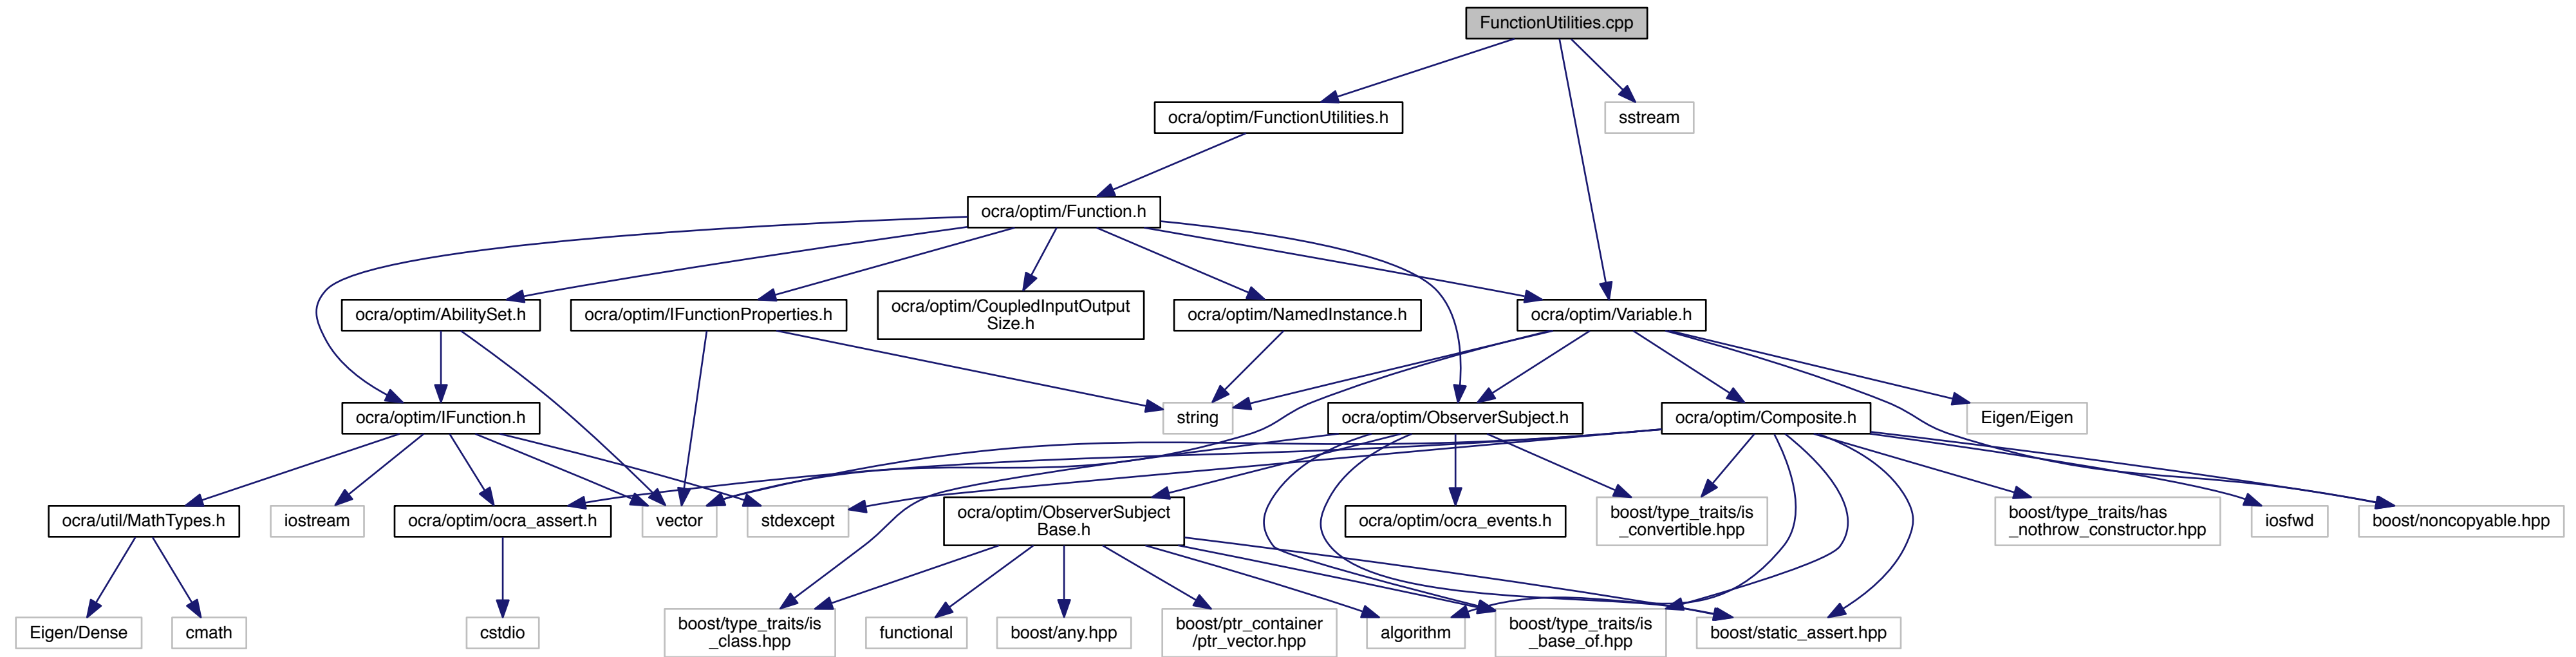 FunctionUtilities.cpp
ocra/optim/FunctionUtilities.h
sstream
ocra/optim/Function.h
ocra/optim/AbilitySet.h
ocra/optim/IFunctionProperties.h
ocra/optim/CoupledInputOutput
Size.h
ocra/optim/NamedInstance.h
ocra/optim/Variable.h
ocra/optim/IFunction.h
string
ocra/optim/ObserverSubject.h
ocra/optim/Composite.h
Eigen/Eigen
ocra/util/MathTypes.h
iostream
ocra/optim/ocra_assert.h
vector
stdexcept
ocra/optim/ObserverSubject
Base.h
ocra/optim/ocra_events.h
boost/type_traits/is
_convertible.hpp
boost/type_traits/has
_nothrow_constructor.hpp
iosfwd
boost/noncopyable.hpp
Eigen/Dense
cmath
cstdio
boost/type_traits/is
_class.hpp
functional
boost/any.hpp
boost/ptr_container
/ptr_vector.hpp
algorithm
boost/type_traits/is
_base_of.hpp
boost/static_assert.hpp